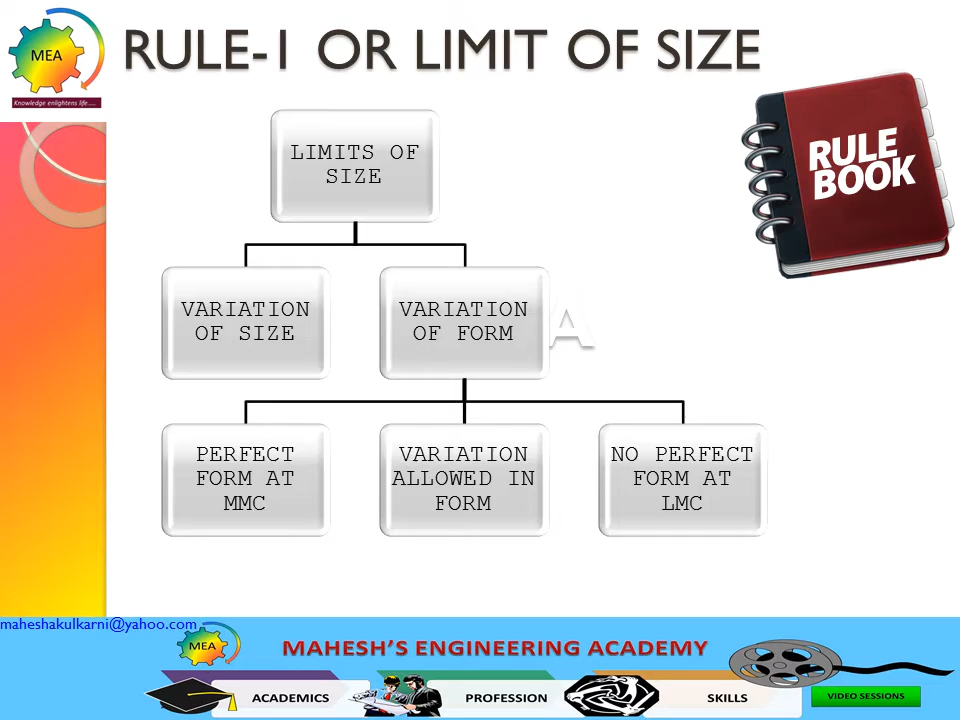 MEA
Knowledge enlightens life.....
RULE-1 OR LIMIT OF SIZE
RULE
BOOK
LIMITS OF
SIZE
VARIATION
OF SIZE
VARIATION
OF FORM
A
PERFECT
FORM AT
MMC
VARIATION
ALLOWED IN
FORM
NO PERFECT
FORM AT
LMC
maheshakulkarni@yahoo.com
MEA
MAHESH'S ENGINEERING ACADEMY
ACADEMICS
PROFESSION
SKILLS
VIDEO SESSIONS